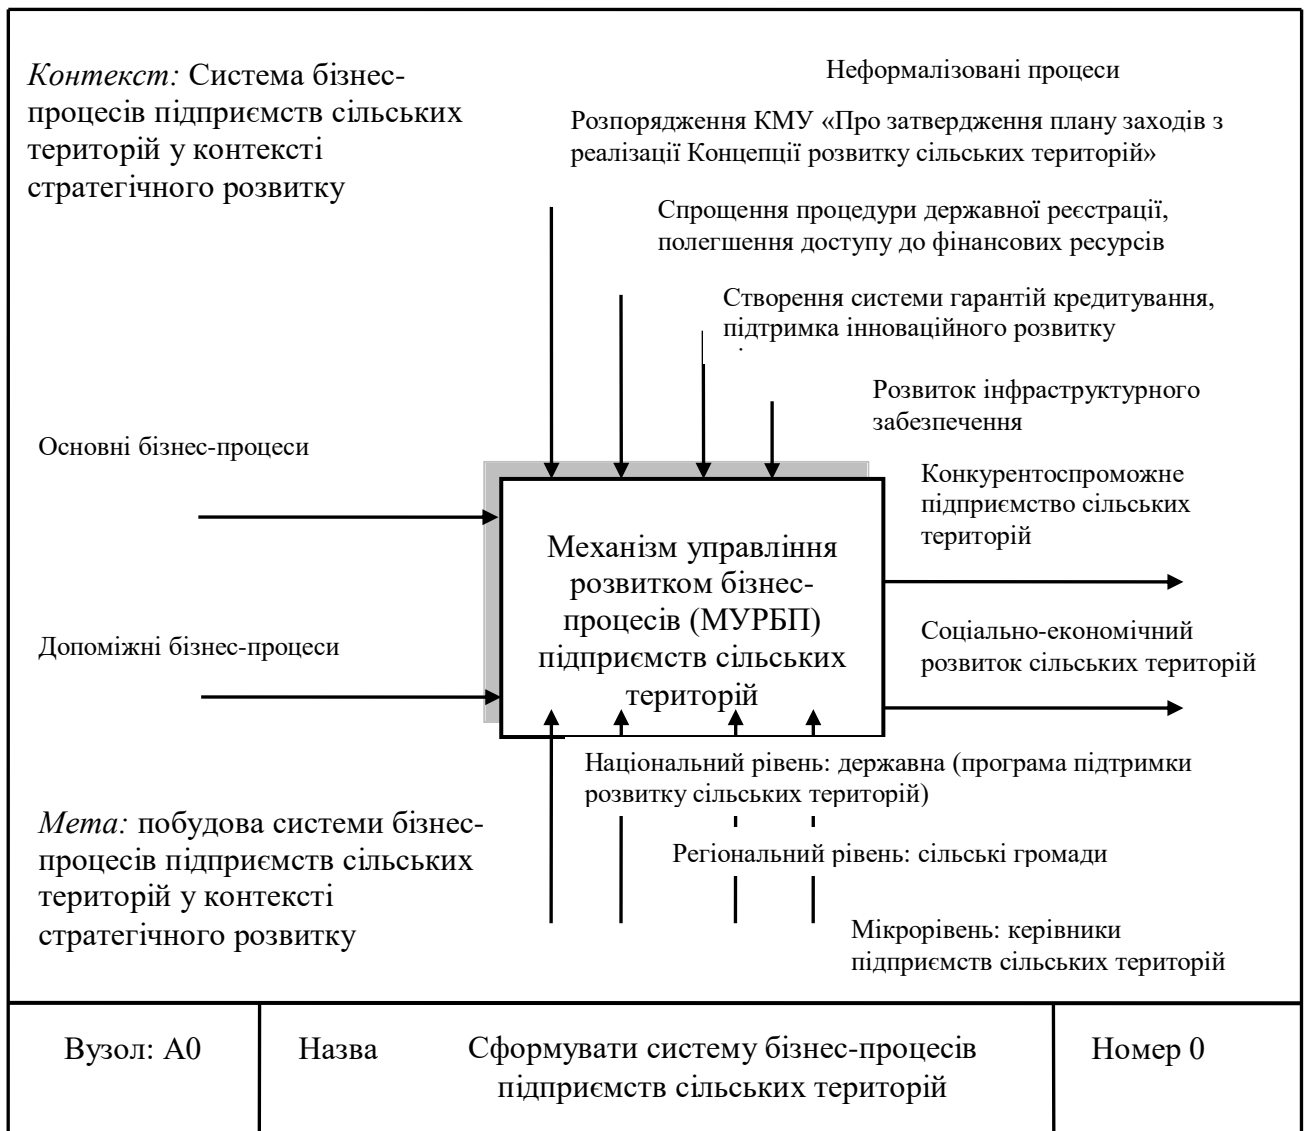 Контекст: Система бізнес-
процесів підприємств сільських
територій у контексті
стратегічного розвитку
Неформалізовані процеси
Розпорядження КМУ «Про затвердження плану заходів з
реалізації Концепції розвитку сільських територій»
Спрощення процедури державної реєстрації,
полегшення доступу до фінансових ресурсів
Створення системи гарантій кредитування,
підтримка інноваційного розвитку
Розвиток інфраструктурного
забезпечення
Основні бізнес-процеси
Конкурентоспроможне
підприємство сільських
територій
Механізм управління
розвитком бізнес-
процесів (МУРБП)
підприємств сільських
територій
Допоміжні бізнес-процеси
Соціально-економічний
розвиток сільських територій
Національний рівень: державна (програма підтримки
розвитку сільських територій)
Мета: побудова системи бізнес-
процесів підприємств сільських
територій у контексті
стратегічного розвитку
Регіональний рівень: сільські громади
Мікрорівень: керівники
підприємств сільських територій
Вузол: А0
Назва
Сформувати систему бізнес-процесів
підприємств сільських територій
Номер 0